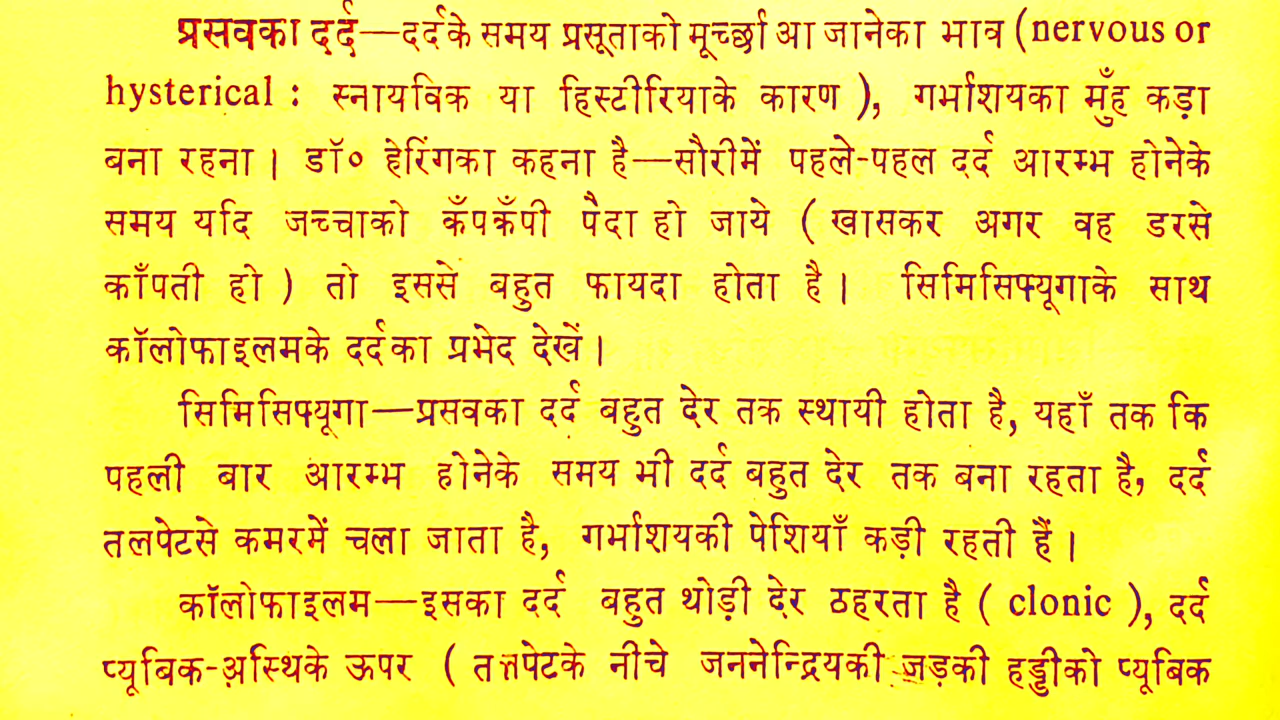 प्रसवका दर्द—दर्दके समय प्रसूताको मूर्च्छा आ जानेका भाव (nervous or
hysterical : स्नायविक या हिस्टीरियाके कारण ), गर्भाशयका मुँह कड़ा
बना रहना । डॉ० हेरिंगका कहना है—सौरीमें पहले-पहल दर्द आरम्भ होनेके
समय यदि जच्चाको कँपकँपी पैदा हो जाये ( खासकर अगर वह डरसे
काँपती हो ) तो इससे बहुत फायदा होता है । सिमिसिफ्यूगाके साथ
कॉलोफाइलमके दर्दका प्रभेद देखें ।
सिमिसिफ्यूगा—प्रसवका दर्द बहुत देर तक स्थायी होता है, यहाँ तक कि
पहली बार आरम्भ होनेके समय भी दर्द बहुत देर तक बना रहता है, दर्द
तलपेटसे कमरमें चला जाता है, गर्भाशयकी पेशियाँ कड़ी रहती हैं ।
कॉलोफाइलम—इसका दर्द बहुत थोड़ी देर ठहरता है ( clonic ), दर्द
प्यूबिक-अस्थिके ऊपर ( तलपेटके नीचे जननेन्द्रियकी जड़की हड्डीको प्यूबिक